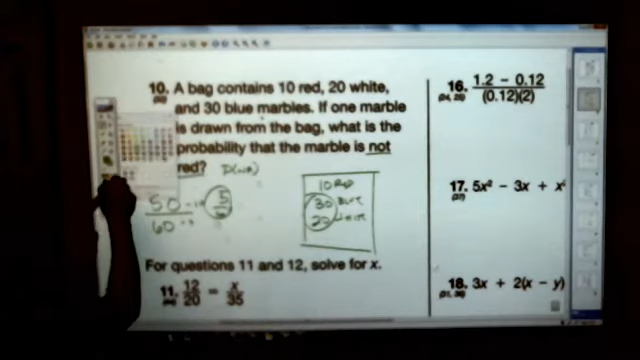 10. A bag contains 10 red, 20 white,
and 30 blue marbles. If one marble
is drawn from the bag, what is the
probability that the marble is not
red?
50
60
5
6
10 RED
30 BLUE
20
For questions 11 and 12, solve for x.
11. 12/20 = x/35
16. 1.2 - 0.12
(0.12)(2)
17. 5x² - 3x + x
18. 3x + 2(x - y)